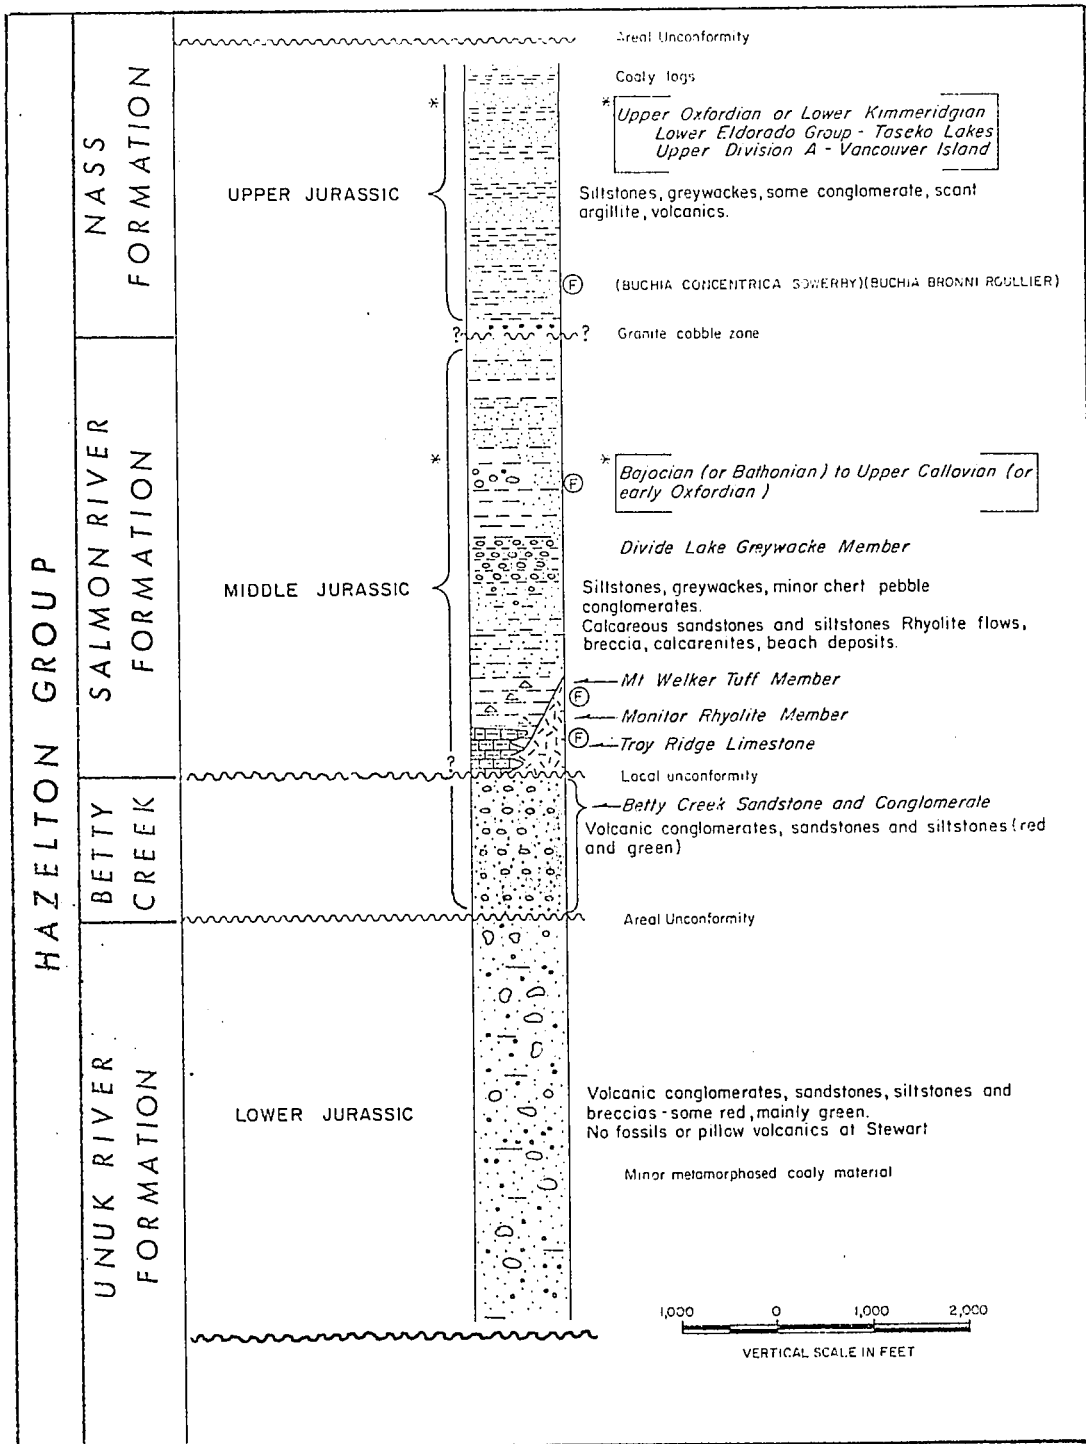 HAZELTON GROUP
NASS
FORMATION
UPPER JURASSIC
*
Areal Unconformity
Coaly logs
*
Upper Oxfordian or Lower Kimmeridgian
Lower Eldorado Group - Taseko Lakes
Upper Division A - Vancouver Island
Siltstones, greywackes, some conglomerate, scant
argillite, volcanics.
F (BUCHIA CONCENTRICA SOWERBY)(BUCHIA BRONNI ROULLIER)
? ? Granite cobble zone
SALMON RIVER
FORMATION
MIDDLE JURASSIC
*
F
*
Bajocian (or Bathonian) to Upper Callovian (or
early Oxfordian)
Divide Lake Greywacke Member
Siltstones, greywackes, minor chert pebble
conglomerates.
Calcareous sandstones and siltstones Rhyolite flows,
breccia, calcarenites, beach deposits.
Mt Welker Tuff Member
F
Monitor Rhyolite Member
F Troy Ridge Limestone
?
Local unconformity
BETTY
CREEK
Betty Creek Sandstone and Conglomerate
Volcanic conglomerates, sandstones and siltstones (red
and green)
Areal Unconformity
UNUK RIVER
FORMATION
LOWER JURASSIC
Volcanic conglomerates, sandstones, siltstones and
breccias - some red, mainly green.
No fossils or pillow volcanics at Stewart
Minor metamorphosed coaly material
1,000 0 1,000 2,000
VERTICAL SCALE IN FEET